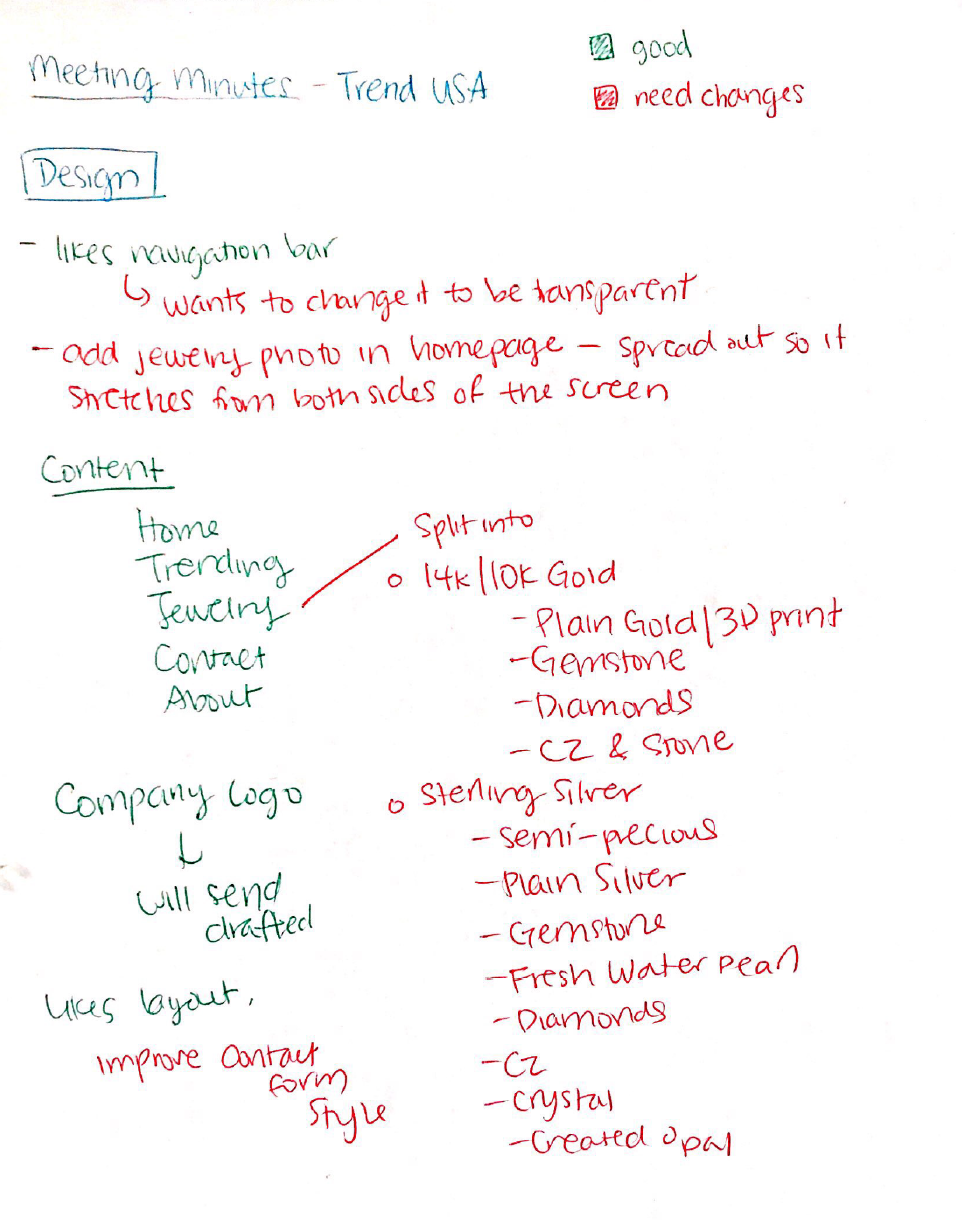 Meeting Minutes - Trend USA
good
need changes
Design
- likes navigation bar
↳ wants to change it to be tansparent
- add jewelry photo in homepage - spread out so it
stretches from both sides of the screen
Content
Home
Trending
Jewelry
Contact
About
Split into
o 14k/10k Gold
- Plain Gold/3D print
- Gemstone
- Diamonds
- CZ & Stone
o Sterling Silver
- Semi-precious
- Plain Silver
- Gemstone
- Fresh Water Pearl
- Diamonds
- CZ
- Crystal
- Created Opal
Company Logo
↓
will send
drafted
likes layout,
improve contact
form
style